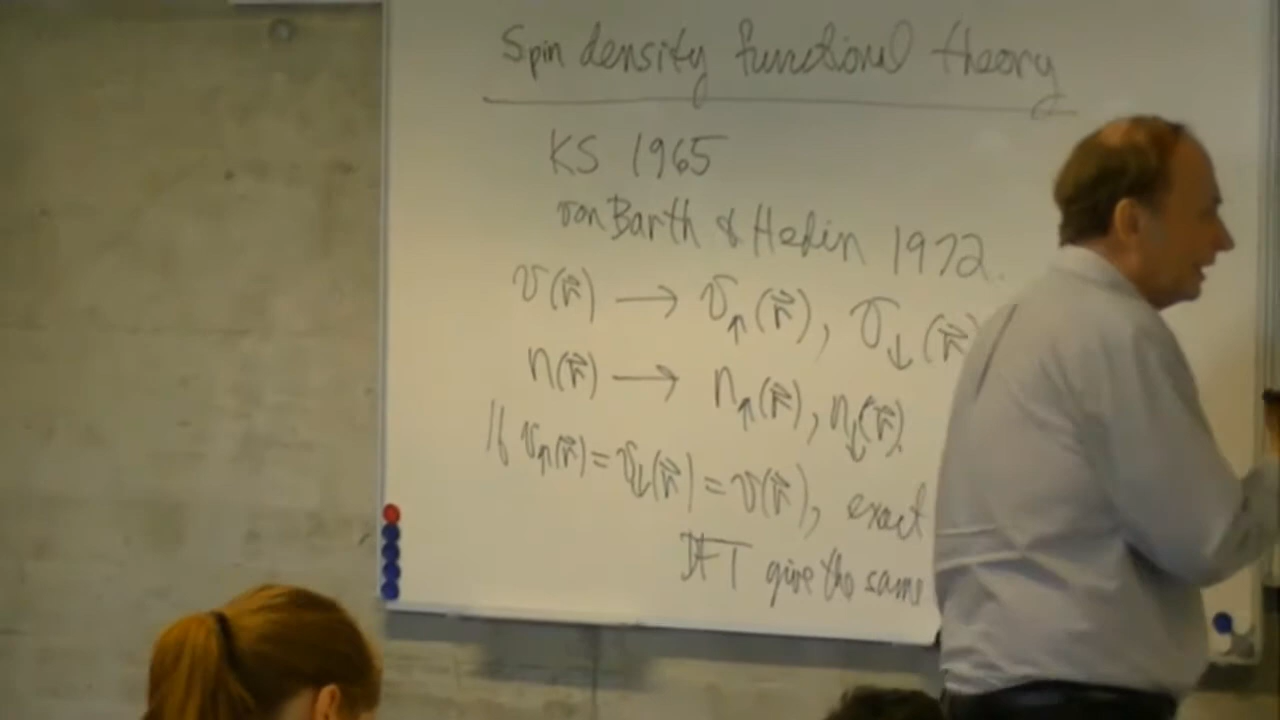 Spin density functional theory
KS 1965
von Barth & Hedin 1972.
v(r⃗) → v↑(r⃗), v↓(r⃗)
n(r⃗) → n↑(r⃗), n↓(r⃗).
If v↑(r⃗) = v↓(r⃗) = v(r⃗), exact
DFT give the same